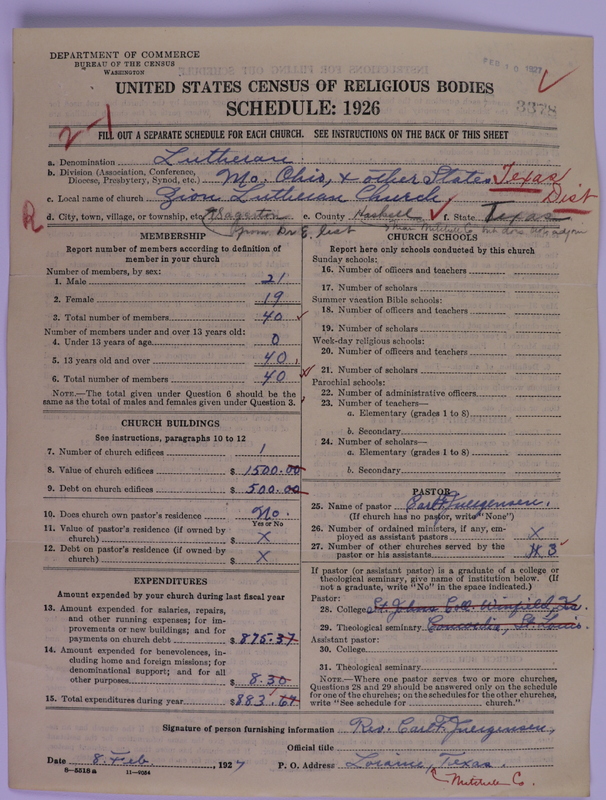 DEPARTMENT OF COMMERCE
BUREAU OF THE CENSUS
WASHINGTON
FEB 10 1927
UNITED STATES CENSUS OF RELIGIOUS BODIES
SCHEDULE: 1926
3378
2-1
FILL OUT A SEPARATE SCHEDULE FOR EACH CHURCH. SEE INSTRUCTIONS ON THE BACK OF THIS SHEET
a. Denomination Lutheran
b. Division (Association, Conference, Diocese, Presbytery, Synod, etc.) Mo. Ohio, & other States Texas Dist
c. Local name of church Zion Lutheran Church
d. City, town, village, or township, etc. Sagerton e. County Haskell f. State Texas
R
from Dr E. list
Mitchell Co but does not adjoin
MEMBERSHIP
Report number of members according to definition of member in your church
Number of members, by sex:
1. Male 21
2. Female 19
3. Total number of members 40
Number of members under and over 13 years old:
4. Under 13 years of age 0
5. 13 years old and over 40
6. Total number of members 40
NOTE.—The total given under Question 6 should be the same as the total of males and females given under Question 3.
CHURCH BUILDINGS
See instructions, paragraphs 10 to 12
7. Number of church edifices 1
8. Value of church edifices $1500.00
9. Debt on church edifices $500.00
10. Does church own pastor's residence No.
Yes or No
11. Value of pastor's residence (if owned by church) $ X
12. Debt on pastor's residence (if owned by church) $ X
EXPENDITURES
Amount expended by your church during last fiscal year
13. Amount expended for salaries, repairs, and other running expenses; for improvements or new buildings; and for payments on church debt $875.37
14. Amount expended for benevolences, including home and foreign missions; for denominational support; and for all other purposes $8.30
15. Total expenditures during year $883.67
CHURCH SCHOOLS
Report here only schools conducted by this church
Sunday schools:
16. Number of officers and teachers
17. Number of scholars
Summer vacation Bible schools:
18. Number of officers and teachers
19. Number of scholars
Week-day religious schools:
20. Number of officers and teachers
21. Number of scholars
Parochial schools:
22. Number of administrative officers
23. Number of teachers—
a. Elementary (grades 1 to 8)
b. Secondary
24. Number of scholars—
a. Elementary (grades 1 to 8)
b. Secondary
PASTOR
25. Name of pastor Carl F. Juergensen.
(If church has no pastor, write "None")
26. Number of ordained ministers, if any, employed as assistant pastors X
27. Number of other churches served by the pastor or his assistants 3
If pastor (or assistant pastor) is a graduate of a college or theological seminary, give name of institution below. (If not a graduate, write "No" in the space indicated.)
Pastor:
28. College St. Johns Coll. Winfield, Ks.
29. Theological seminary Concordia, St. Louis.
Assistant pastor:
30. College
31. Theological seminary
NOTE.—Where one pastor serves two or more churches, Questions 28 and 29 should be answered only on the schedule for one of the churches; on the schedules for the other churches, write "See schedule for church."
Signature of person furnishing information Rev. Carl F. Juergensen,
Official title
Date 8. Feb. , 1927 P. O. Address Loraine, Texas.
8—5518 a 11—9054
Mitchell Co.